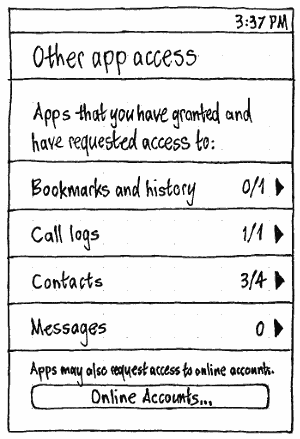 3:37 PM
Other app access
Apps that you have granted and
have requested access to:
Bookmarks and history 0/1
Call logs 1/1
Contacts 3/4
Messages 0
Apps may also request access to online accounts.
Online Accounts...